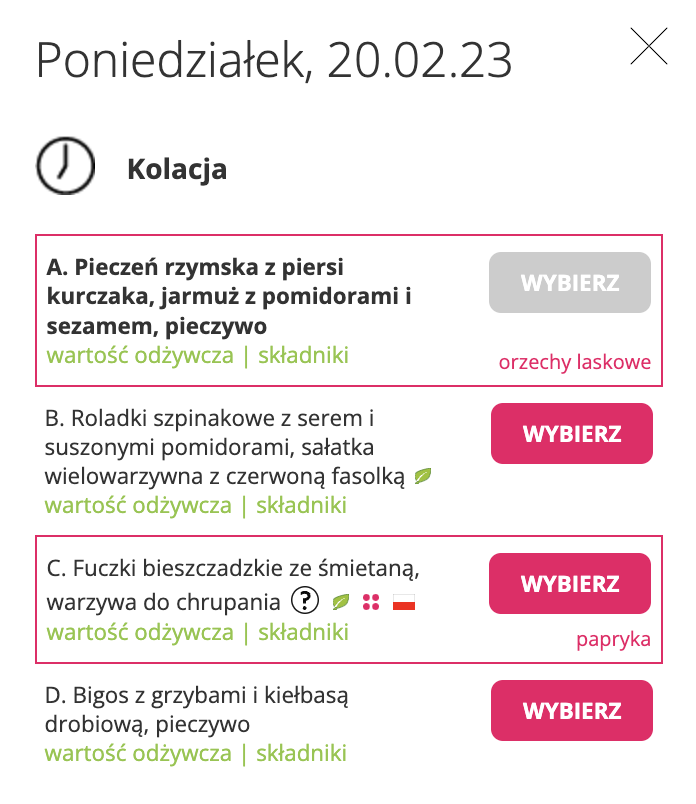 Poniedziałek, 20.02.23
Kolacja
A. Pieczeń rzymska z piersi
kurczaka, jarmuż z pomidorami i
sezamem, pieczywo
wartość odżywcza | składniki
WYBIERZ
orzechy laskowe
B. Roladki szpinakowe z serem i
suszonymi pomidorami, sałatka
wielowarzywna z czerwoną fasolką
wartość odżywcza | składniki
WYBIERZ
C. Fuczki bieszczadzkie ze śmietaną,
warzywa do chrupania ?
wartość odżywcza | składniki
WYBIERZ
papryka
D. Bigos z grzybami i kiełbasą
drobiową, pieczywo
wartość odżywcza | składniki
WYBIERZ